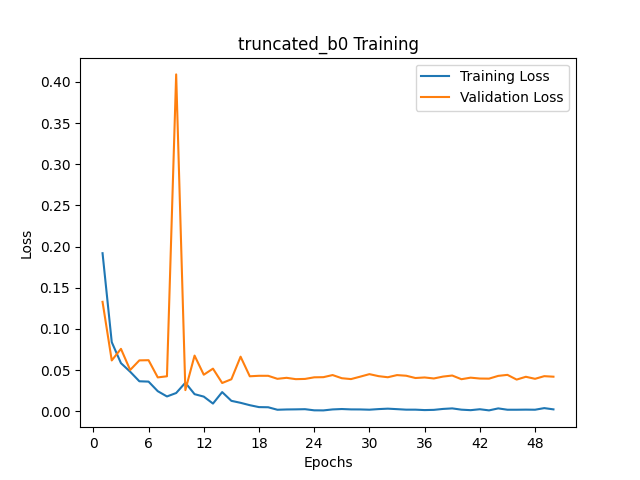 truncated_b0 Training
Training Loss
Validation Loss
Loss
0.40
0.35
0.30
0.25
0.20
0.15
0.10
0.05
0.00
0 6 12 18 24 30 36 42 48
Epochs